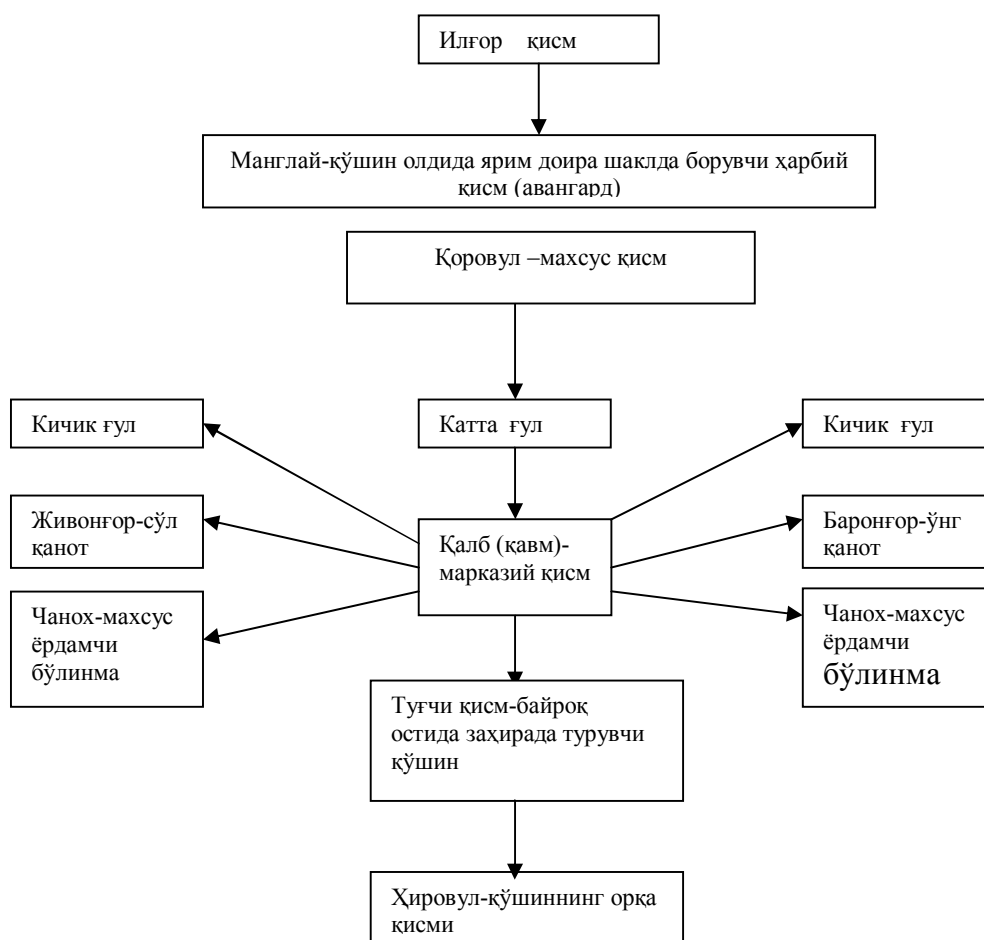 Илғор қисм
Манглай-қўшин олдида ярим доира шаклда борувчи ҳарбий
қисм (авангард)
Қоровул –махсус қисм
Кичик ғул
Катта ғул
Кичик ғул
Живонғор-сўл
қанот
Қалб (қавм)-
марказий қисм
Баронғор-ўнг
қанот
Чанох-махсус
ёрдамчи
бўлинма
Чанох-махсус
ёрдамчи
бўлинма
Туғчи қисм-байроқ
остида заҳирада турувчи
қўшин
Ҳировул-қўшиннинг орқа
қисми